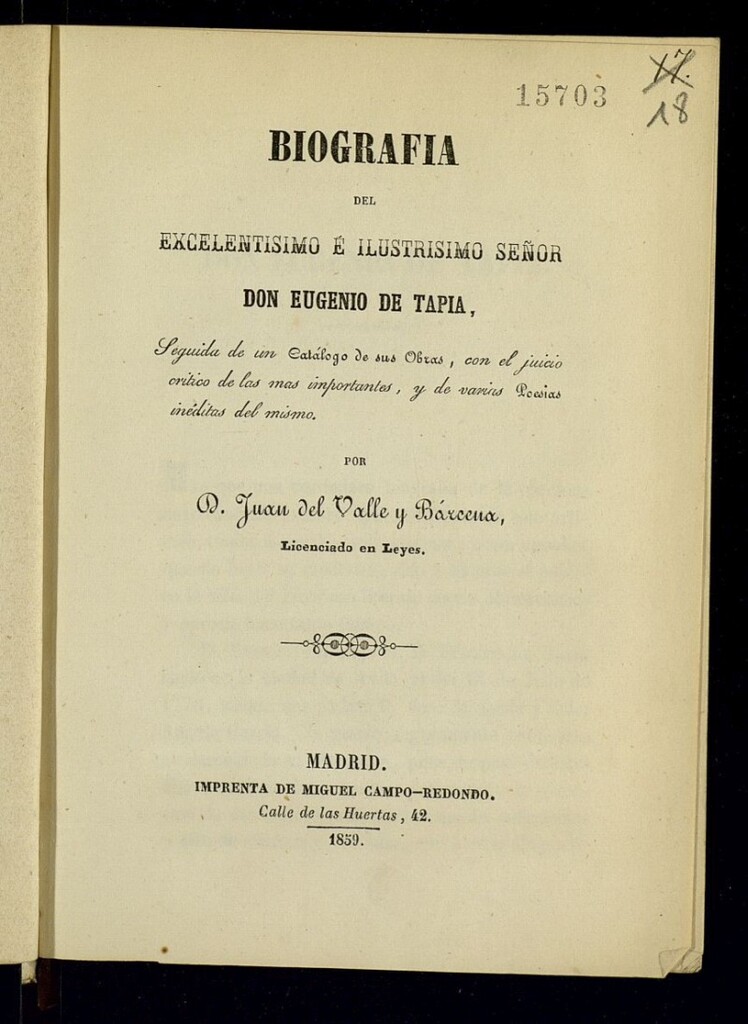 17.
15703
18
BIOGRAFIA
DEL
EXCELENTISIMO É ILUSTRISIMO SEÑOR
DON EUGENIO DE TAPIA,
Seguida de un Catálogo de sus Obras, con el juicio
crítico de las mas importantes, y de varias Poesias
inéditas del mismo.
POR
D. Juan del Valle y Bárcena,
Licenciado en Leyes.
MADRID.
IMPRENTA DE MIGUEL CAMPO-REDONDO.
Calle de las Huertas, 42.
1859.